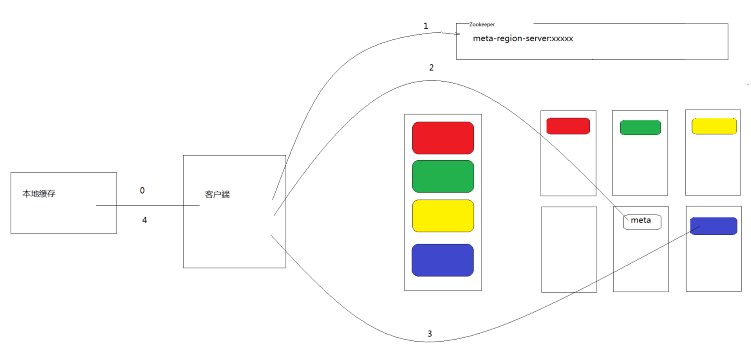 1
Zookeeper
meta-region-server:xxxxx
2
本地缓存
0
客户端
4
meta
3